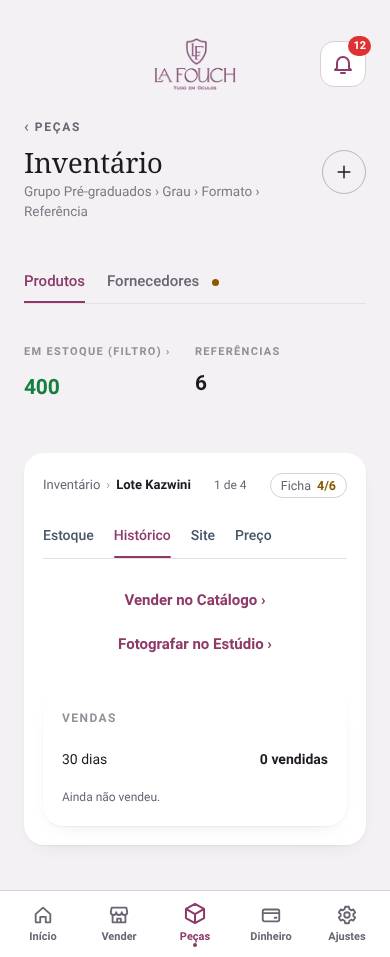 LA FOUCH
Tudo em Óculos
12
‹ PEÇAS
Inventário
Grupo Pré-graduados › Grau › Formato ›
Referência
+
Produtos Fornecedores
EM ESTOQUE (FILTRO) › REFERÊNCIAS
400 6
Inventário › Lote Kazwini 1 de 4 Ficha 4/6
Estoque Histórico Site Preço
Vender no Catálogo ›
Fotografar no Estúdio ›
VENDAS
30 dias 0 vendidas
Ainda não vendeu.
Início Vender Peças Dinheiro Ajustes